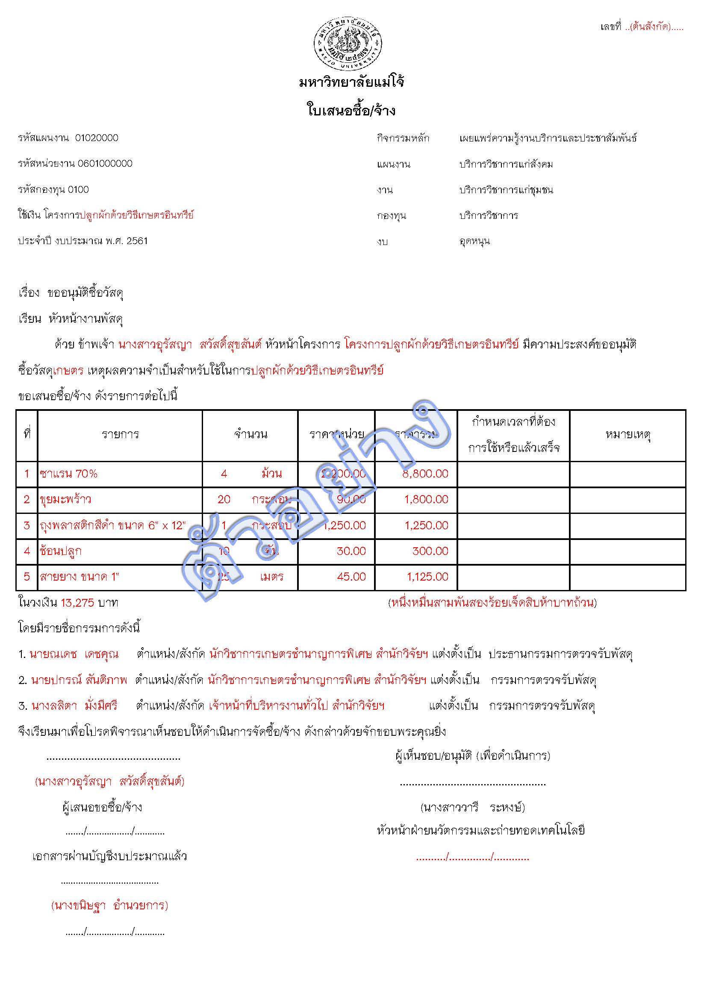 มหาวิทยาลัยแม่โจ้
MAEJO UNIVERSITY
เลขที่ ..(ต้นสังกัด).....
มหาวิทยาลัยแม่โจ้
ใบเสนอซื้อ/จ้าง
รหัสแผนงาน 01020000 กิจกรรมหลัก เผยแพร่ความรู้งานบริการและประชาสัมพันธ์
รหัสหน่วยงาน 0601000000 แผนงาน บริการวิชาการแก่สังคม
รหัสกองทุน 0100 งาน บริการวิชาการแก่ชุมชน
ใช้เงิน โครงการปลูกผักด้วยวิธีเกษตรอินทรีย์ กองทุน บริการวิชาการ
ประจำปี งบประมาณ พ.ศ. 2561 งบ อุดหนุน
เรื่อง ขออนุมัติซื้อวัสดุ
เรียน หัวหน้างานพัสดุ
ด้วย ข้าพเจ้า นางสาวอุรัสญา สวัสดิ์สุขสันต์ หัวหน้าโครงการ โครงการปลูกผักด้วยวิธีเกษตรอินทรีย์ มีความประสงค์ขออนุมัติ
ซื้อวัสดุเกษตร เหตุผลความจำเป็นสำหรับใช้ในการปลูกผักด้วยวิธีเกษตรอินทรีย์
ขอเสนอซื้อ/จ้าง ดังรายการต่อไปนี้
ที่ รายการ จำนวน ราคา/หน่วย ราคารวม กำหนดเวลาที่ต้อง การใช้หรือแล้วเสร็จ หมายเหตุ
1 ซาแรน 70% 4 ม้วน 2,200.00 8,800.00
2 ขุยมะพร้าว 20 กระสอบ 90.00 1,800.00
3 ถุงพลาสติกสีดำ ขนาด 6" x 12" 1 กระสอบ 1,250.00 1,250.00
4 ช้อนปลูก 10 คัน 30.00 300.00
5 สายยาง ขนาด 1" 25 เมตร 45.00 1,125.00
ตัวอย่าง
ในวงเงิน 13,275 บาท (หนึ่งหมื่นสามพันสองร้อยเจ็ดสิบห้าบาทถ้วน)
โดยมีรายชื่อกรรมการดังนี้
1. นายณเดช เดชคุณ ตำแหน่ง/สังกัด นักวิชาการเกษตรชำนาญการพิเศษ สำนักวิจัยฯ แต่งตั้งเป็น ประธานกรรมการตรวจรับพัสดุ
2. นายปกรณ์ สันติภาพ ตำแหน่ง/สังกัด นักวิชาการเกษตรชำนาญการพิเศษ สำนักวิจัยฯ แต่งตั้งเป็น กรรมการตรวจรับพัสดุ
3. นางลลิตา มั่งมีศรี ตำแหน่ง/สังกัด เจ้าหน้าที่บริหารงานทั่วไป สำนักวิจัยฯ แต่งตั้งเป็น กรรมการตรวจรับพัสดุ
จึงเรียนมาเพื่อโปรดพิจารณาเห็นชอบให้ดำเนินการจัดซื้อ/จ้าง ดังกล่าวด้วยจักขอบพระคุณยิ่ง
............................................. ผู้เห็นชอบ/อนุมัติ (เพื่อดำเนินการ)
(นางสาวอุรัสญา สวัสดิ์สุขสันต์) .................................................
ผู้เสนอขอซื้อ/จ้าง (นางสาววารี ระหงษ์)
......./................../............ หัวหน้าฝ่ายนวัตกรรมและถ่ายทอดเทคโนโลยี
เอกสารผ่านบัญชีงบประมาณแล้ว ........../............../............
.......................................
(นางขนิษฐา อำนวยการ)
......./................../............